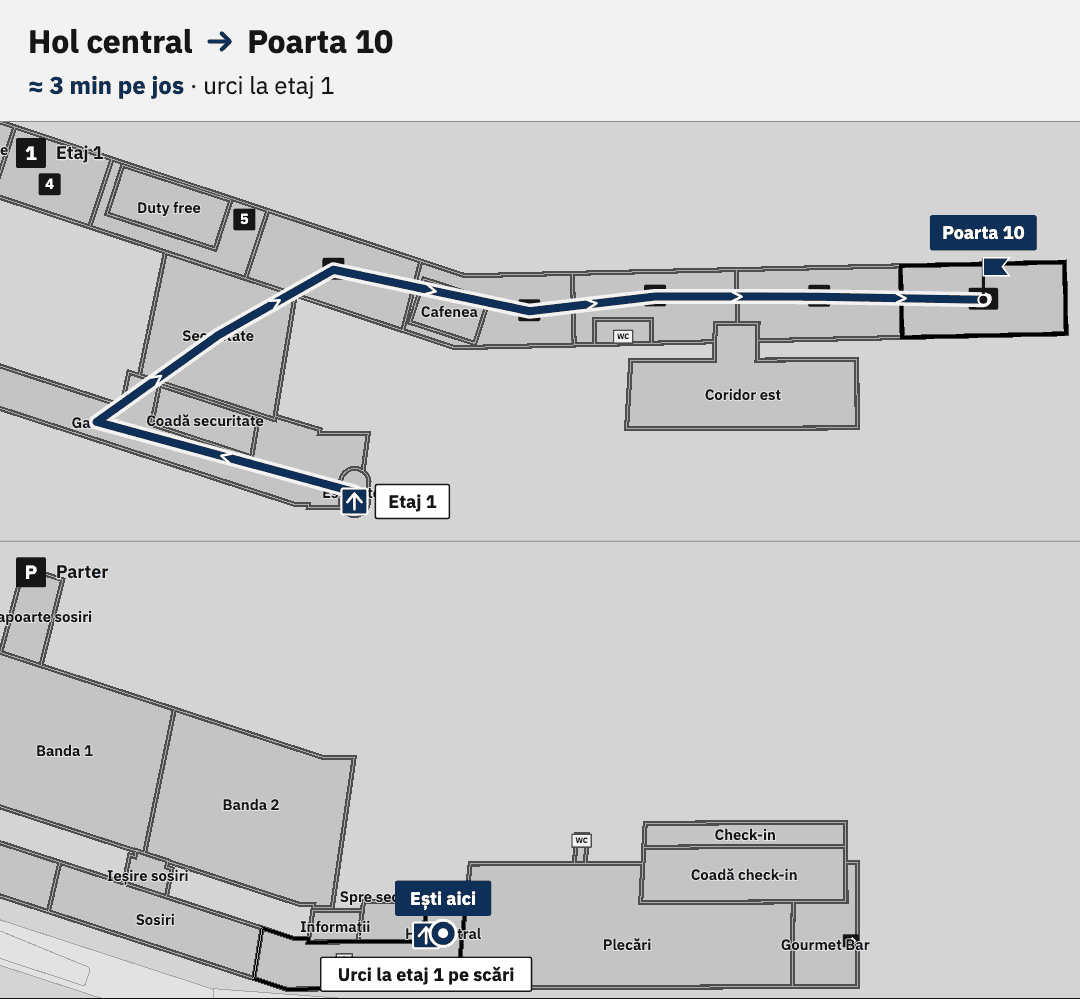 Hol central → Poarta 10
≈ 3 min pe jos · urci la etaj 1
1 Etaj 1
4
Duty free
5
Poarta 10
Cafenea
WC
Coridor est
Coadă securitate
Etaj 1
P Parter
sosiri
Banda 1
Banda 2
WC
Check-in
Coadă check-in
Ieșire sosiri
Spre
Ești aici
Sosiri
Informații
Plecări
Gourmet Bar
Urci la etaj 1 pe scări